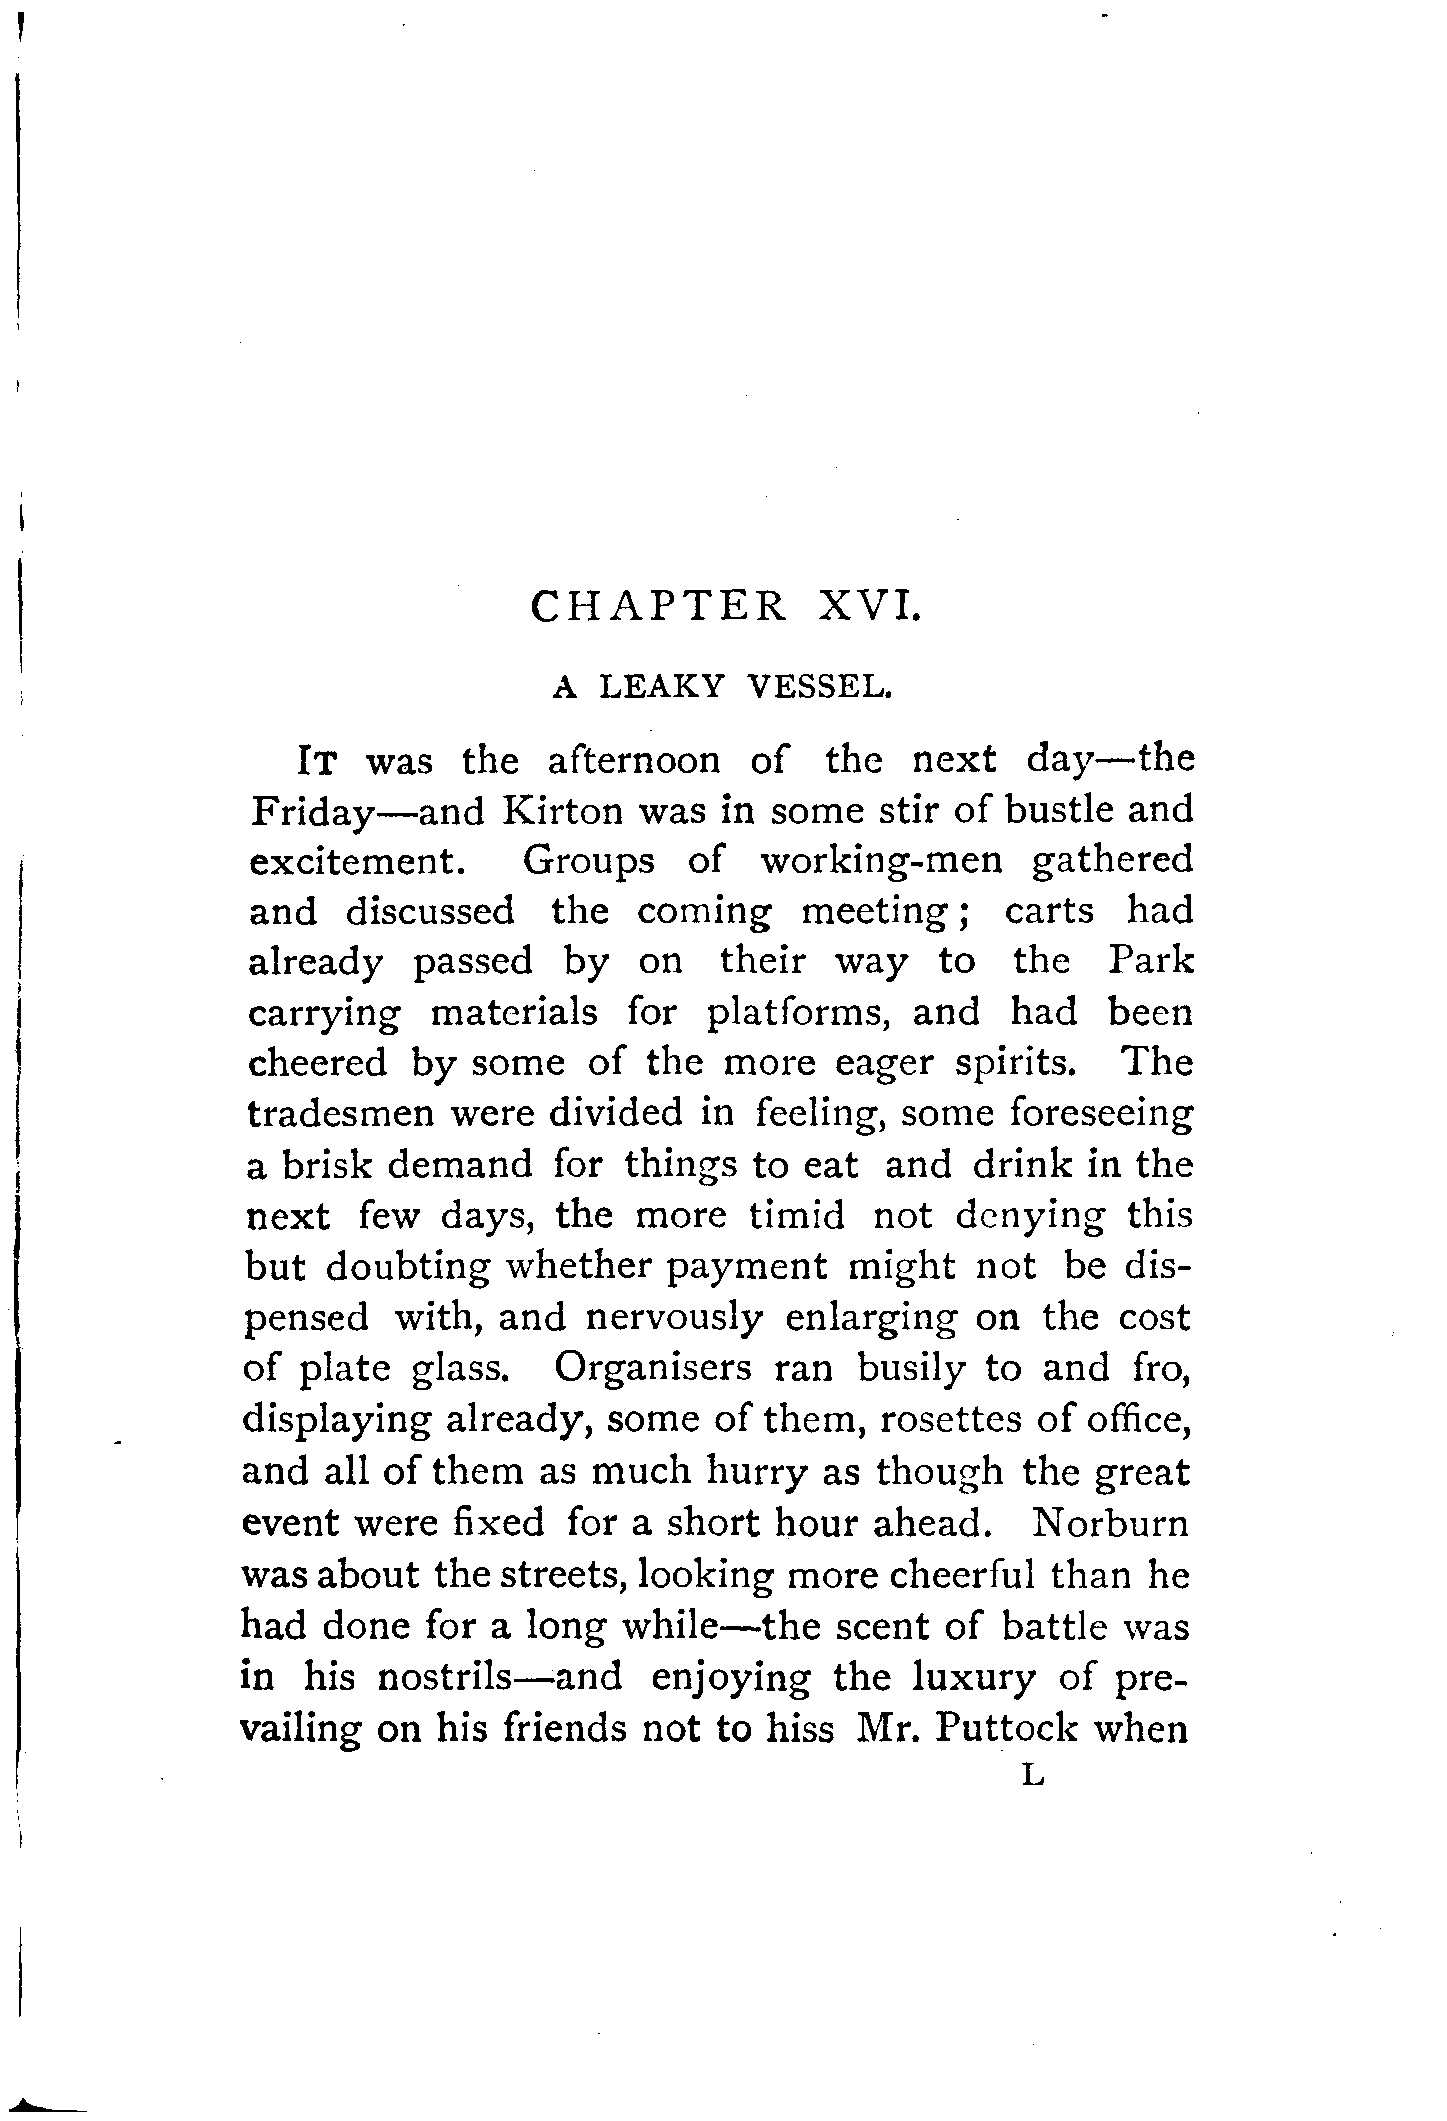 CHAPTER XVI.
A LEAKY VESSEL.
IT was the afternoon of the next day—the
Friday—and Kirton was in some stir of bustle and
excitement. Groups of working-men gathered
and discussed the coming meeting; carts had
already passed by on their way to the Park
carrying materials for platforms, and had been
cheered by some of the more eager spirits. The
tradesmen were divided in feeling, some foreseeing
a brisk demand for things to eat and drink in the
next few days, the more timid not denying this
but doubting whether payment might not be dis-
pensed with, and nervously enlarging on the cost
of plate glass. Organisers ran busily to and fro,
displaying already, some of them, rosettes of office,
and all of them as much hurry as though the great
event were fixed for a short hour ahead. Norburn
was about the streets, looking more cheerful than he
had done for a long while—the scent of battle was
in his nostrils—and enjoying the luxury of pre-
vailing on his friends not to hiss Mr. Puttock when
L